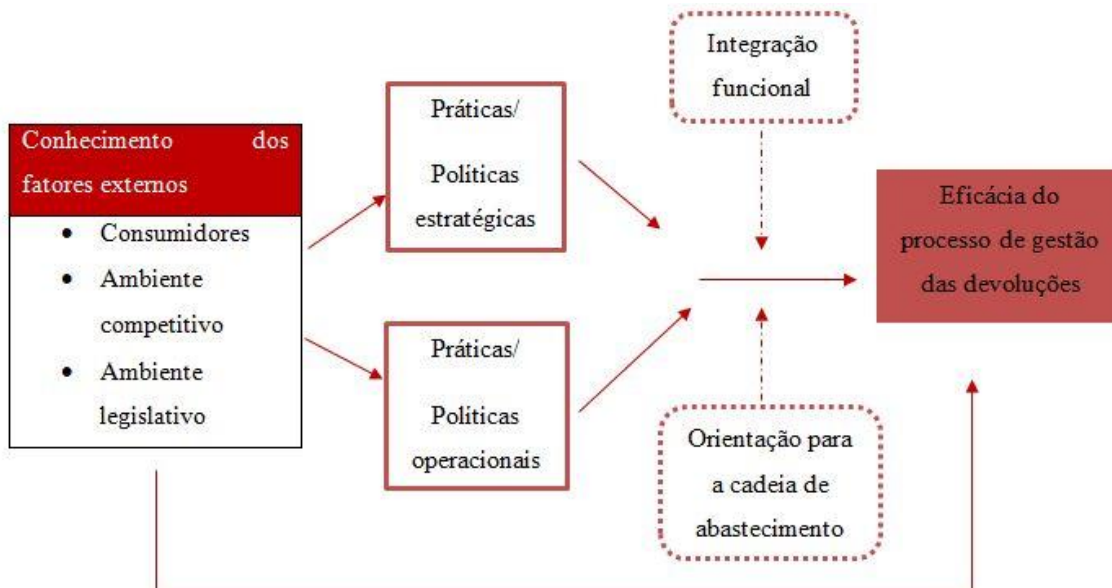 Conhecimento dos
fatores externos
• Consumidores
• Ambiente
competitivo
• Ambiente
legislativo
Práticas/
Políticas
estratégicas
Práticas/
Políticas
operacionais
Integração
funcional
Orientação para
a cadeia de
abastecimento
Eficácia do
processo de gestão
das devoluções